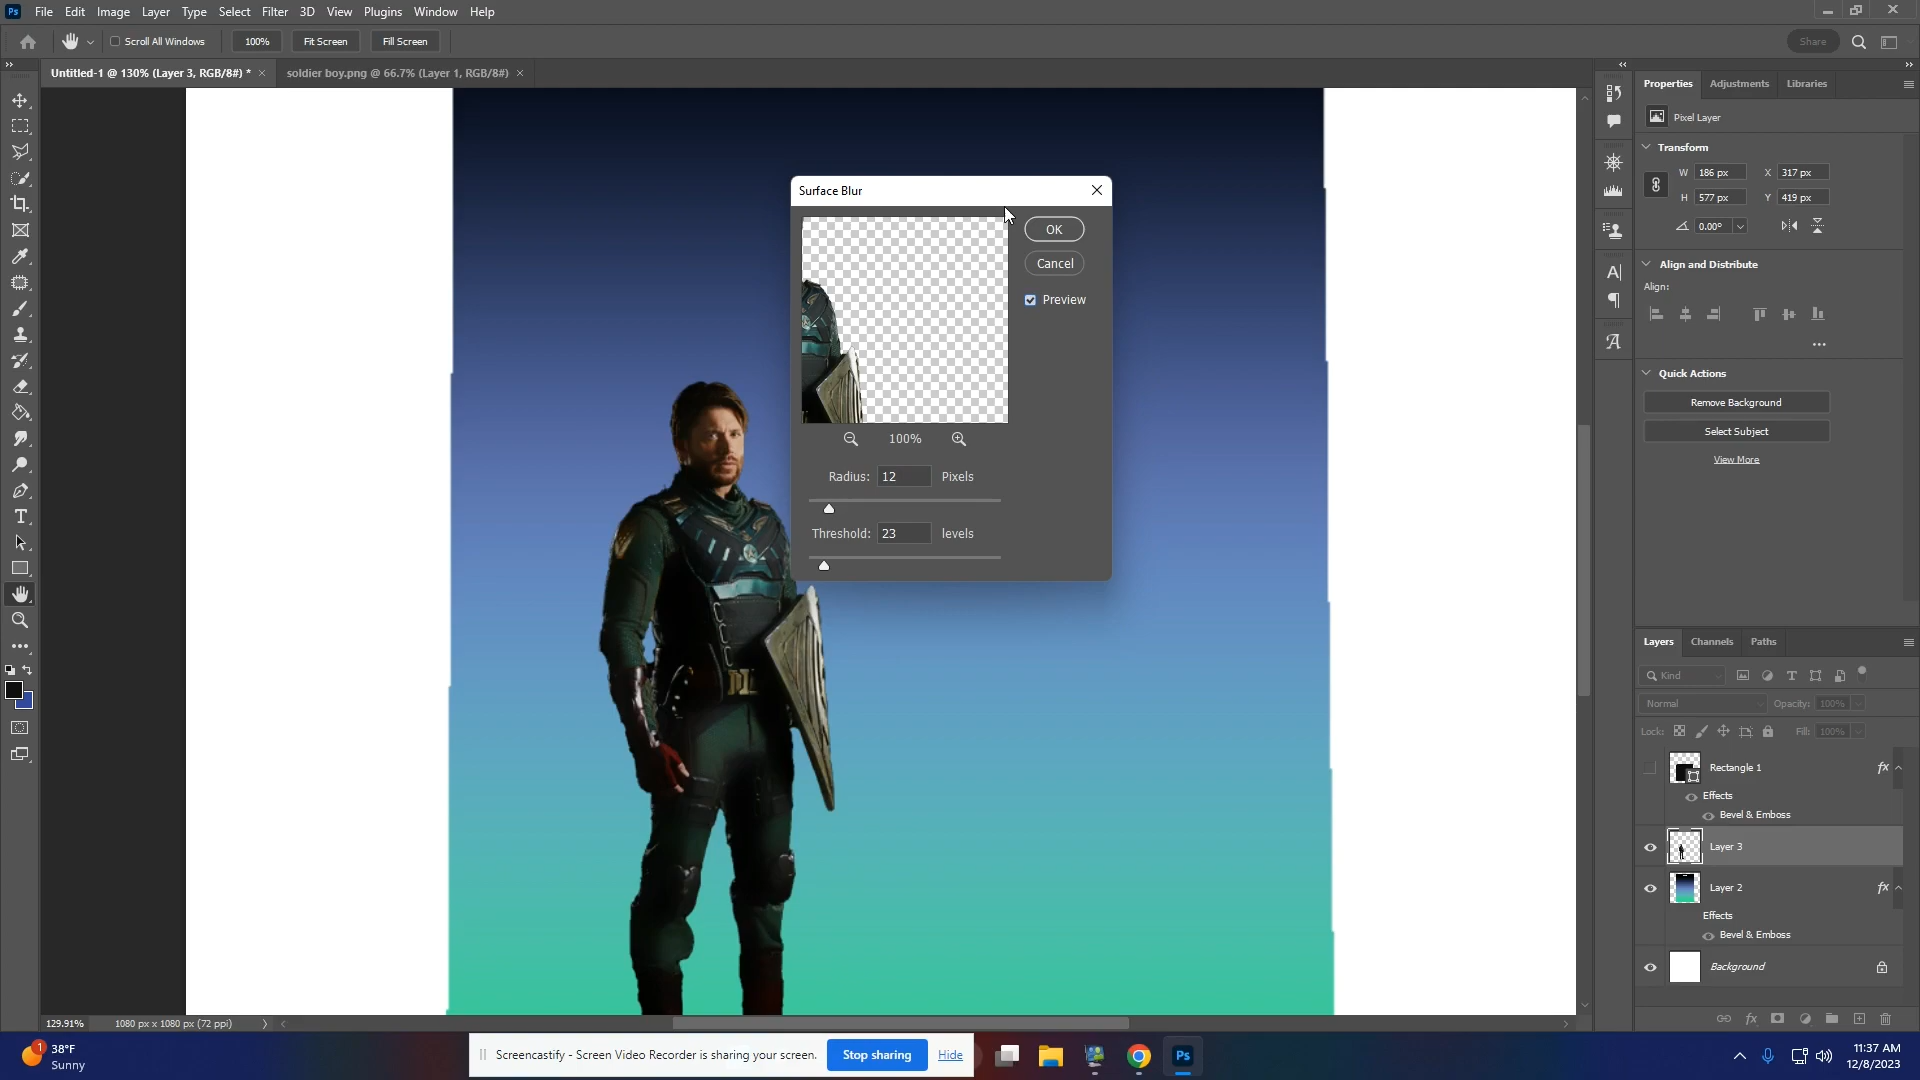 Ps File Edit Image Layer Type Select Filter 3D View Plugins Window Help
Scroll All Windows 100% Fit Screen Fill Screen Share
Untitled-1 @ 130% (Layer 3, RGB/8#) * × soldier boy.png @ 66.7% (Layer 1, RGB/8#) ×
Properties Adjustments Libraries
Pixel Layer
Transform
W 186 px X 317 px
H 577 px Y 419 px
0.00°
Align and Distribute
Align:
Quick Actions
Remove Background
Select Subject
View More
Surface Blur
OK
Cancel
Preview
100%
Radius: 12 Pixels
Threshold: 23 levels
Layers Channels Paths
Kind
Normal Opacity: 100%
Lock: Fill: 100%
Rectangle 1 fx
Effects
Bevel & Emboss
Layer 3
Layer 2 fx
Effects
Bevel & Emboss
Background
129.91% 1080 px x 1080 px (72 ppi)
1 38°F
Sunny
Screencastify - Screen Video Recorder is sharing your screen. Stop sharing Hide
Ps
11:37 AM
12/8/2023